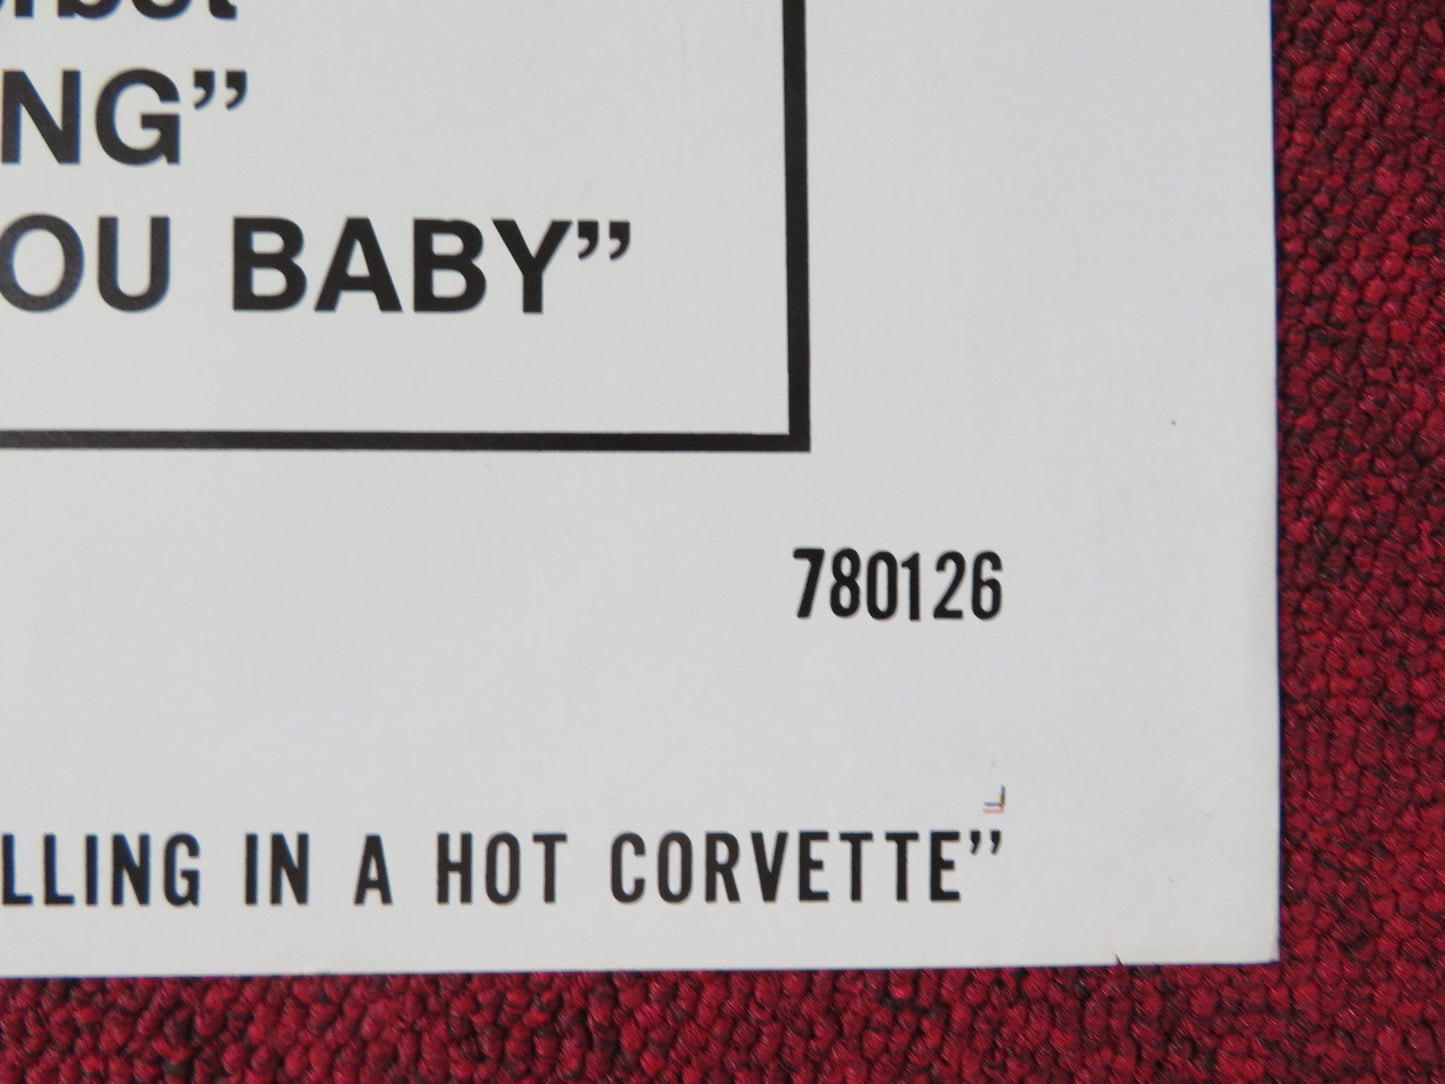 NG”
OU BABY”
780126
LLING IN A HOT CORVETTE”